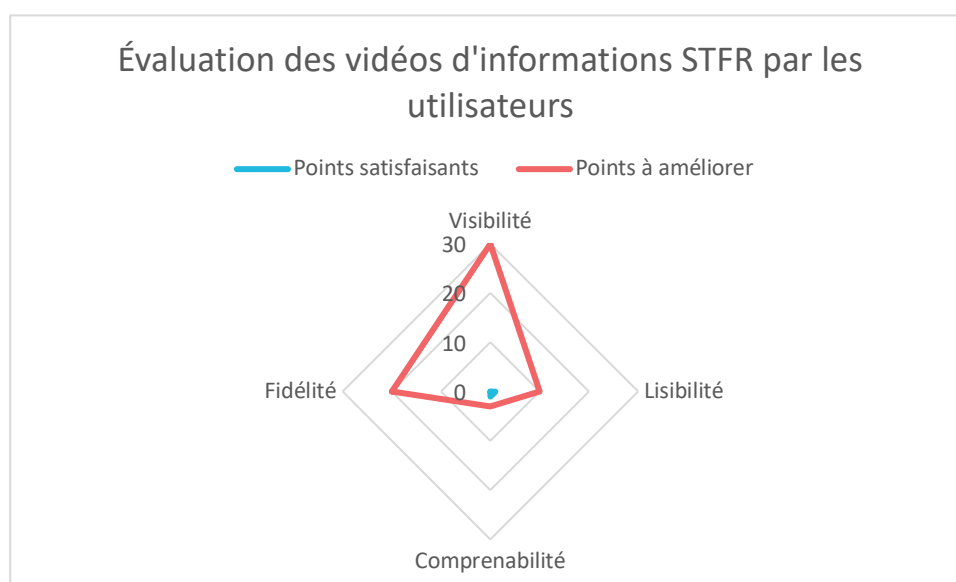 Évaluation des vidéos d'informations STFR par les
utilisateurs
Points satisfaisants
Points à améliorer
Visibilité
30
20
10
Fidélité
0
Lisibilité
Comprenabilité